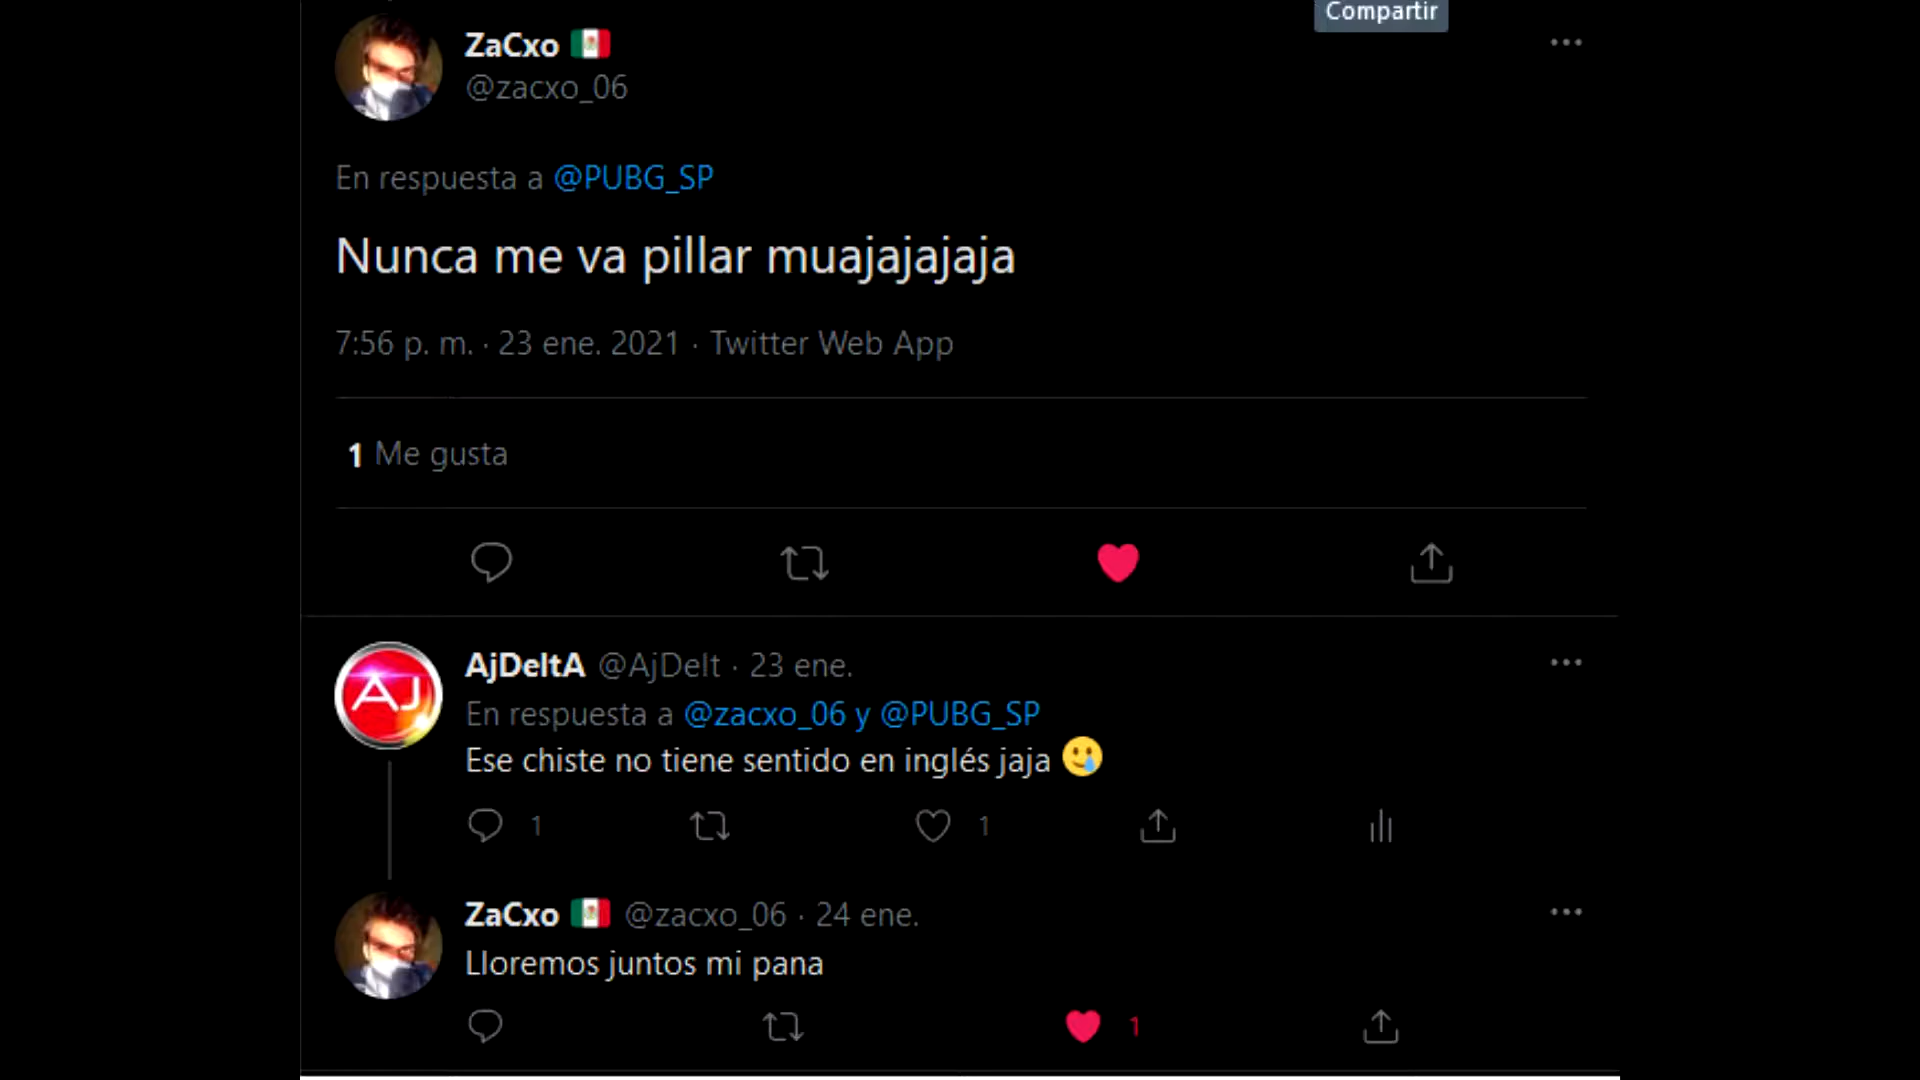 Compartir
ZaCxo 🇲🇽
@zacxo_06
En respuesta a @PUBG_SP
Nunca me va pillar muajajajaja
7:56 p. m. · 23 ene. 2021 · Twitter Web App
1 Me gusta
AJ
AjDeltA @AjDelt · 23 ene.
En respuesta a @zacxo_06 y @PUBG_SP
Ese chiste no tiene sentido en inglés jaja 🥲
1 1
ZaCxo 🇲🇽 @zacxo_06 · 24 ene.
Lloremos juntos mi pana
1